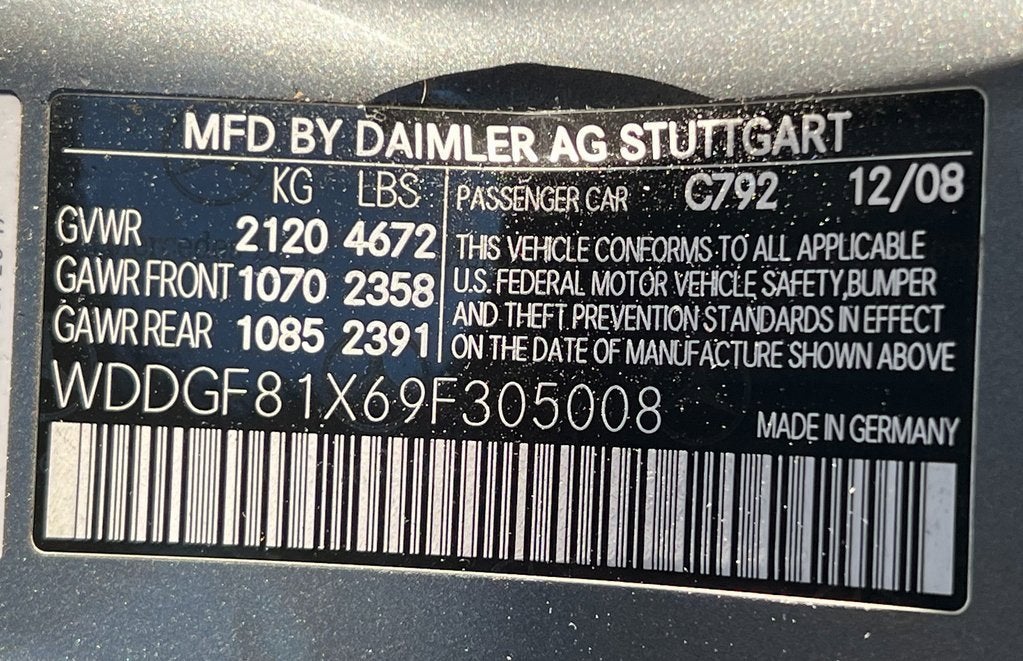 MFD BY DAIMLER AG STUTTGART
KG LBS
GVWR 2120 4672
GAWR FRONT 1070 2358
GAWR REAR 1085 2391
PASSENGER CAR C792 12/08
THIS VEHICLE CONFORMS TO ALL APPLICABLE
U.S. FEDERAL MOTOR VEHICLE SAFETY, BUMPER
AND THEFT PREVENTION STANDARDS IN EFFECT
ON THE DATE OF MANUFACTURE SHOWN ABOVE
WDDGF81X69F305008
MADE IN GERMANY